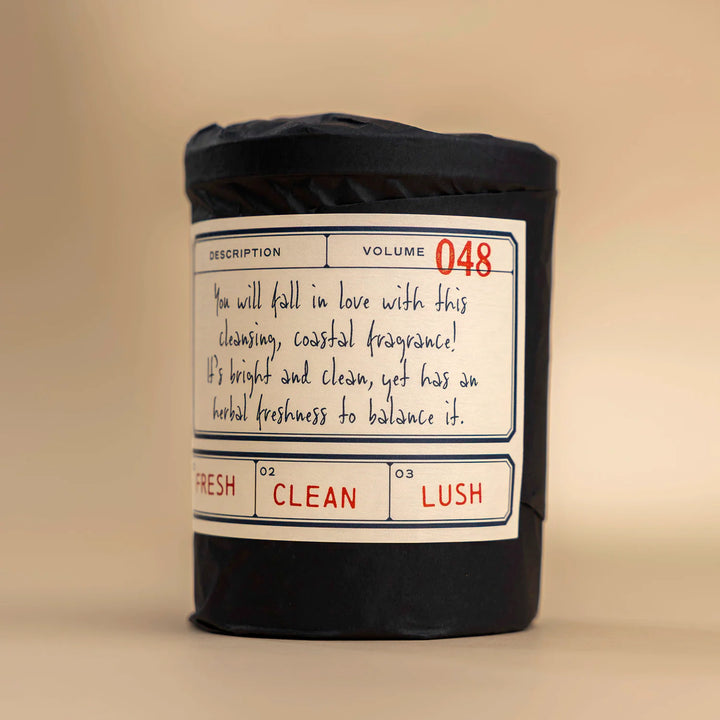 DESCRIPTION VOLUME 048
You will fall in love with this
cleansing, coastal fragrance!
It's bright and clean, yet has an
herbal freshness to balance it.
FRESH 02 CLEAN 03 LUSH